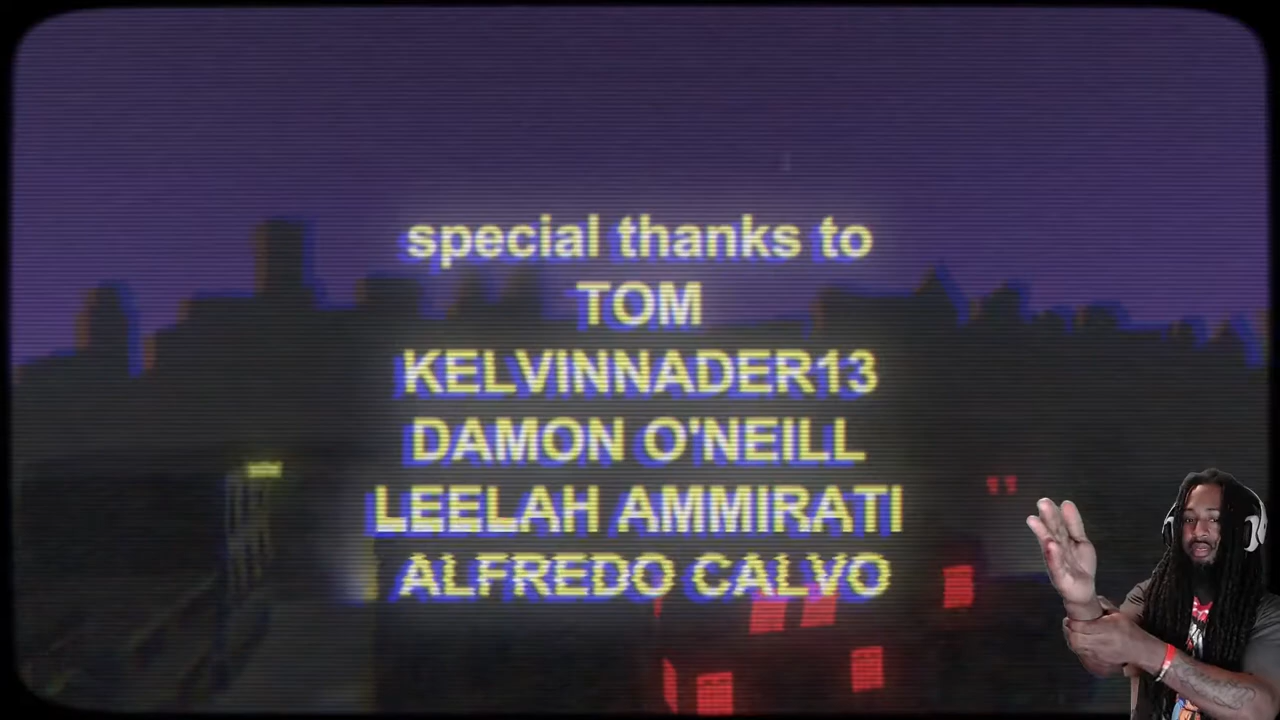 special thanks to
TOM
KELVINNADER13
DAMON O'NEILL
LEELAH AMMIRATI
ALFREDO CALVO